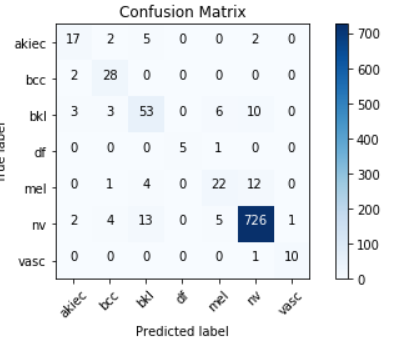 Confusion Matrix
akiec 17 2 5 0 0 2 0
bcc 2 28 0 0 0 0 0
bkl 3 3 53 0 6 10 0
df 0 0 0 5 1 0 0
mel 0 1 4 0 22 12 0
nv 2 4 13 0 5 726 1
vasc 0 0 0 0 0 1 10
akiec bcc bkl df mel nv vasc
Predicted label
label
700
600
500
400
300
200
100
0